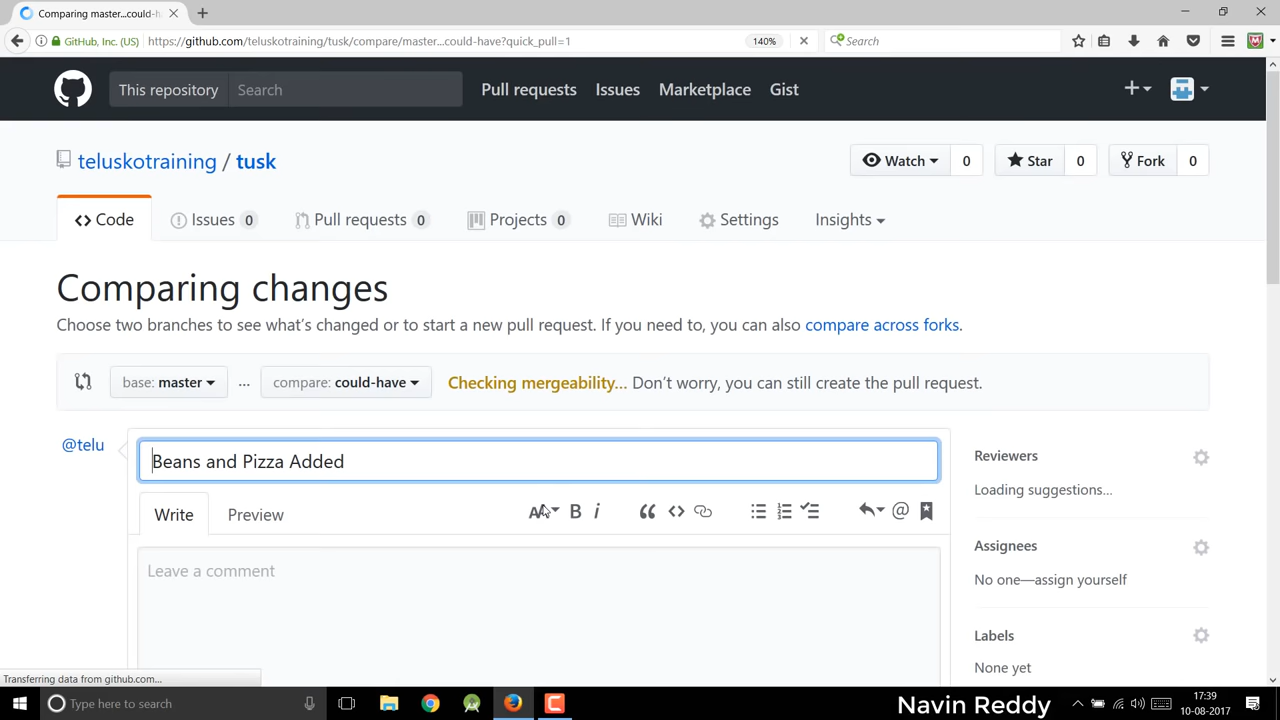 Comparing master...could-h
GitHub, Inc. (US) https://github.com/teluskotraining/tusk/compare/master...could-have?quick_pull=1 140% Search
This repository Search Pull requests Issues Marketplace Gist
teluskotraining / tusk Watch 0 Star 0 Fork 0
Code Issues 0 Pull requests 0 Projects 0 Wiki Settings Insights
Comparing changes
Choose two branches to see what's changed or to start a new pull request. If you need to, you can also compare across forks.
base: master ... compare: could-have Checking mergeability... Don't worry, you can still create the pull request.
@telu
Beans and Pizza Added
Reviewers
Loading suggestions...
Write Preview B i @
Leave a comment
Assignees
No one—assign yourself
Labels
None yet
Transferring data from github.com...
Type here to search
Navin Reddy
17:39
10-08-2017